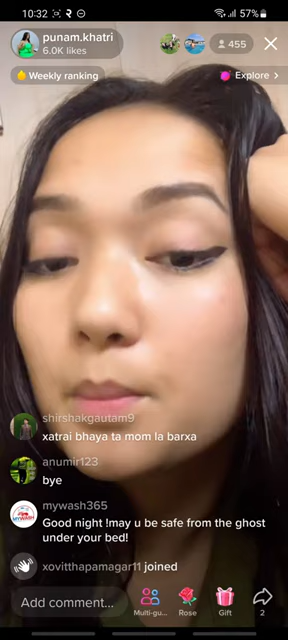 10:32 57%
punam.khatri
6.0K likes
455
Weekly ranking
Explore >
shirshakgautam9
xatrai bhaya ta mom la barxa
anumir123
bye
mywash365
Good night !may u be safe from the ghost
under your bed!
xovitthapamagar11 joined
Add comment...
Multi-gu...
Rose
Gift
2